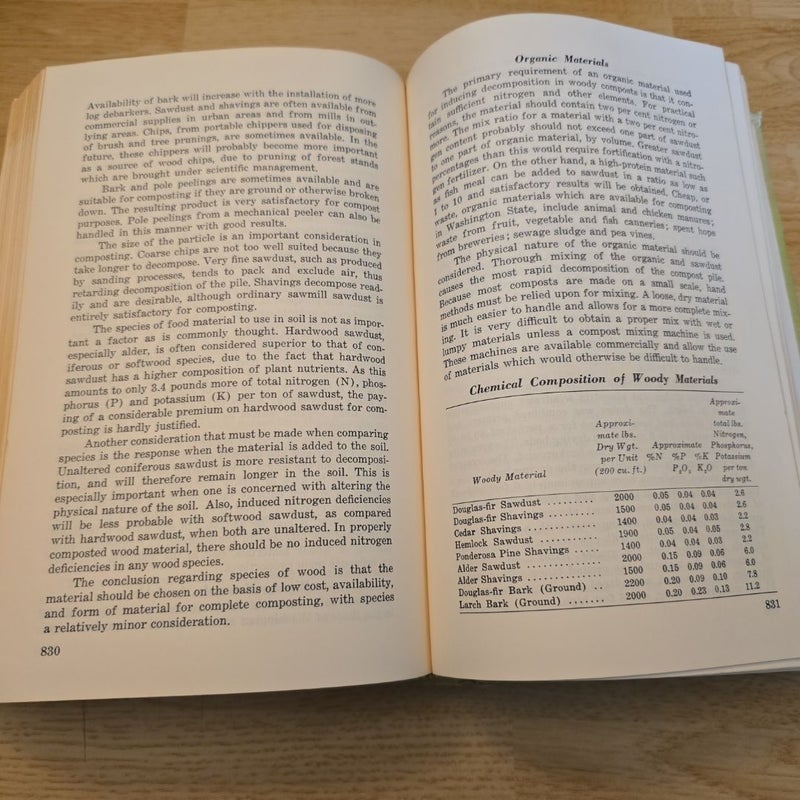 Availability of bark will increase with the installation of more
log debarkers. Sawdust and shavings are often available from
commercial supplies in urban areas and from mills in out-
lying areas. Chips, from portable chippers used for disposing
of brush and tree prunings, are sometimes available. In the
future, these chippers will probably become more important
as a source of wood chips, due to pruning of forest stands
which are brought under scientific management.
Bark and pole peelings are sometimes available and are
suitable for composting if they are ground or otherwise broken
down. The resulting product is very satisfactory for compost
purposes. Pole peelings from a mechanical peeler can also be
handled in this manner with good results.
The size of the particle is an important consideration in
composting. Coarse chips are not too well suited because they
take longer to decompose. Very fine sawdust, such as produced
by sanding processes, tends to pack and exclude air, thus
retarding decomposition of the pile. Shavings decompose read-
ily and are desirable, although ordinary sawmill sawdust is
entirely satisfactory for composting.
The species of food material to use in soil is not as impor-
tant a factor as is commonly thought. Hardwood sawdust,
especially alder, is often considered superior to that of con-
iferous or softwood species, due to the fact that hardwood
sawdust has a higher composition of plant nutrients. As this
amounts to only 3.4 pounds more of total nitrogen (N), phos-
phorus (P) and potassium (K) per ton of sawdust, the pay-
ing of a considerable premium on hardwood sawdust for com-
posting is hardly justified.
Another consideration that must be made when comparing
species is the response when the material is added to the soil.
Unaltered coniferous sawdust is more resistant to decomposi-
tion, and will therefore remain longer in the soil. This is
especially important when one is concerned with altering the
physical nature of the soil. Also, induced nitrogen deficiencies
will be less probable with softwood sawdust, as compared
with hardwood sawdust, when both are unaltered. In properly
composted wood material, there should be no induced nitrogen
deficiencies in any wood species.
The conclusion regarding species of wood is that the
material should be chosen on the basis of low cost, availability,
and form of material for complete composting, with species
a relatively minor consideration.
830
Organic Materials
The primary requirement of an organic material used
for inducing decomposition in woody composts is that it con-
tain sufficient nitrogen and other elements. For practical
reasons, the material should contain two per cent nitrogen or
more. The mix ratio for a material with a two per cent nitro-
gen content probably should not exceed one part of sawdust
to one part of organic material, by volume. Greater sawdust
percentages than this would require fortification with a nitro-
gen fertilizer. On the other hand, a high-protein material such
as fish meal can be added to sawdust in a ratio as low as
1 to 10 and satisfactory results will be obtained. Cheap, or
waste, organic materials which are available for composting
in Washington State, include animal and chicken manures;
waste from fruit, vegetable and fish canneries; spent hops
from breweries; sewage sludge and pea vines.
The physical nature of the organic material should be
considered. Thorough mixing of the organic and sawdust
causes the most rapid decomposition of the compost pile.
Because most composts are made on a small scale, hand
methods must be relied upon for mixing. A loose, dry material
is much easier to handle and allows for a more complete mix-
ing. It is very difficult to obtain a proper mix with wet or
lumpy materials unless a compost mixing machine is used.
These machines are available commercially and allow the use
of materials which would otherwise be difficult to handle.
Chemical Composition of Woody Materials
Approxi-
mate
Approxi- total lbs.
mate lbs. Nitrogen,
Dry Wgt. Approximate Phosphorus,
per Unit %N %P %K Potassium
Woody Material (200 cu. ft.) P₂O₅ K₂O per ton
dry wgt.
Douglas-fir Sawdust ......... 2000 0.05 0.04 0.04 2.6
Douglas-fir Shavings ......... 1500 0.05 0.04 0.04 2.6
Cedar Shavings ............. 1400 0.04 0.04 0.03 2.2
Hemlock Sawdust ............ 1900 0.05 0.04 0.05 2.8
Ponderosa Pine Shavings ..... 1400 0.04 0.04 0.03 2.2
Alder Sawdust .............. 2000 0.15 0.09 0.06 6.0
Alder Shavings .............. 1500 0.15 0.09 0.06 6.0
Douglas-fir Bark (Ground) .. 2200 0.20 0.09 0.10 7.8
Larch Bark (Ground) ....... 2000 0.20 0.23 0.13 11.2
831